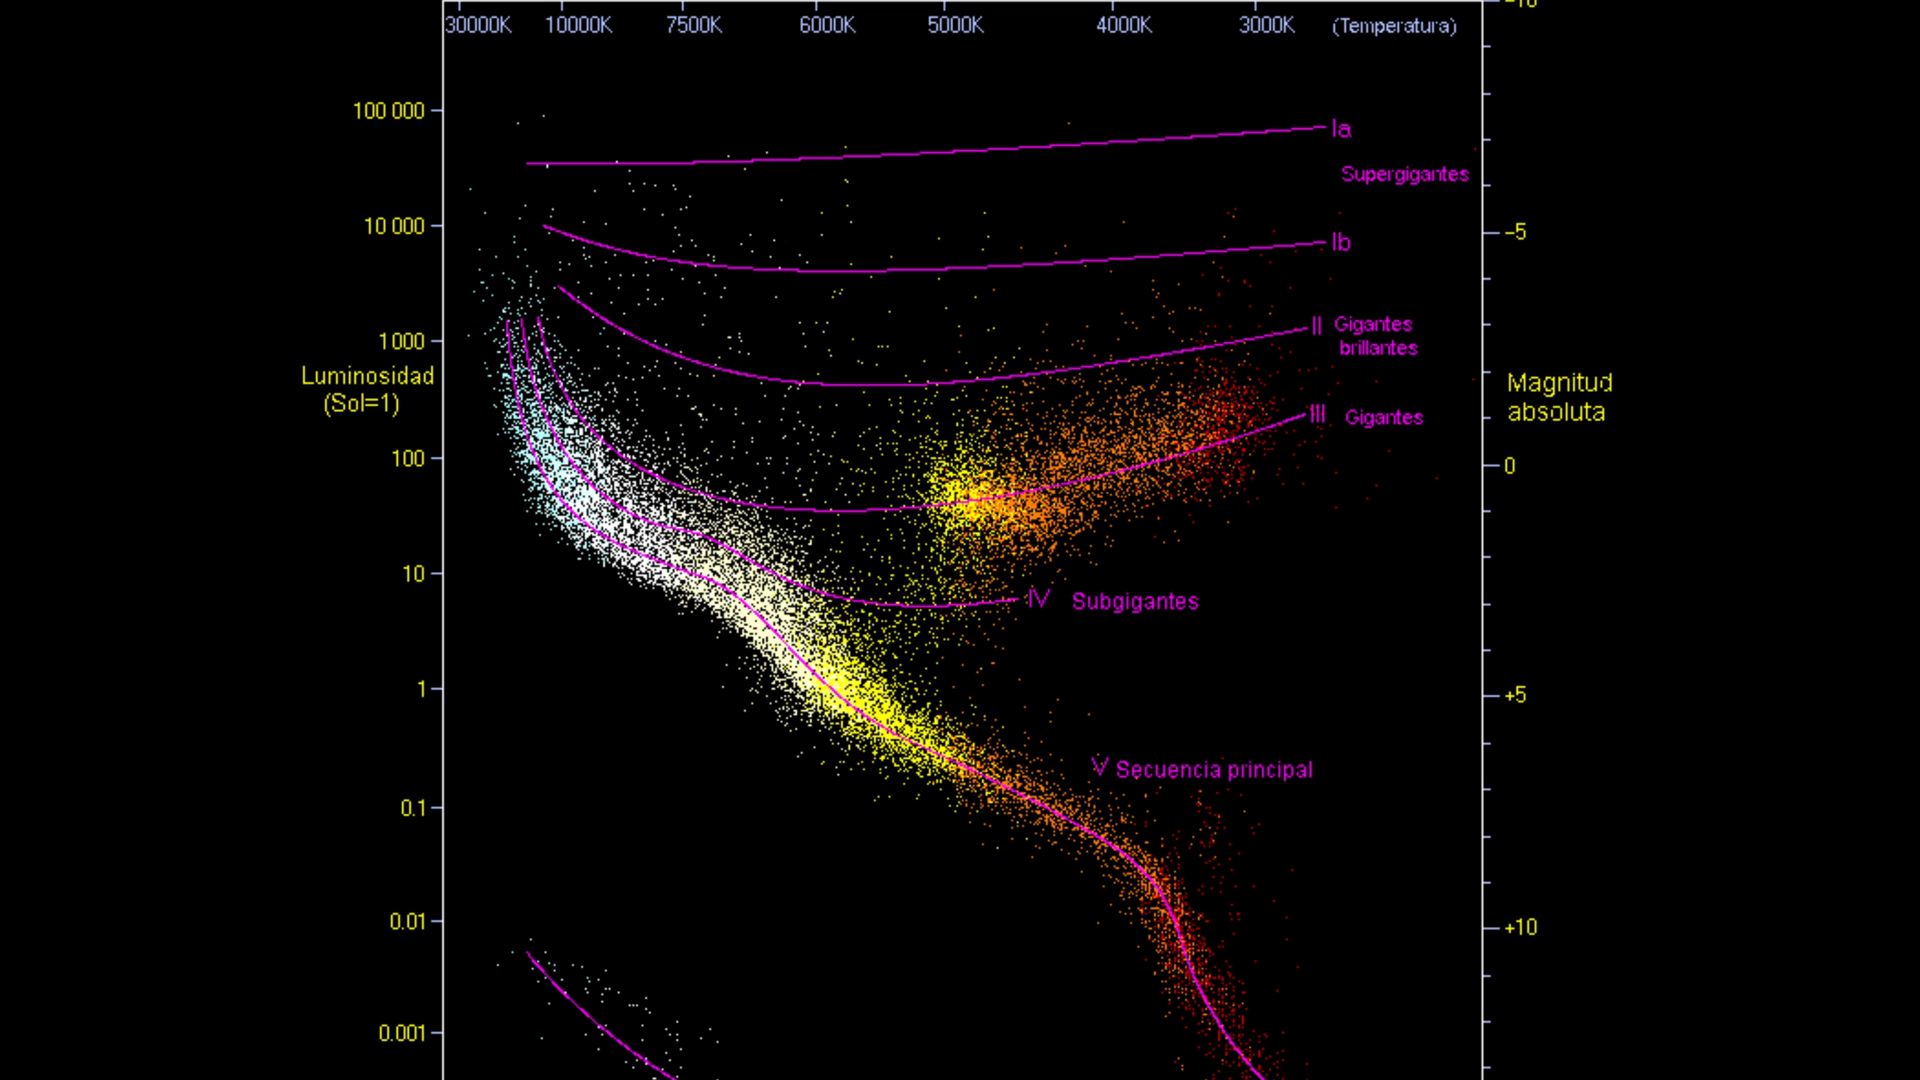 −10
30000K 10000K 7500K 6000K 5000K 4000K 3000K (Temperatura)
100 000
Ia
Supergigantes
10 000
Ib
−5
1000
II Gigantes
brillantes
Luminosidad
(Sol=1)
Magnitud
absoluta
III Gigantes
100
0
10
IV Subgigantes
1
+5
V Secuencia principal
0.1
0.01
+10
0.001